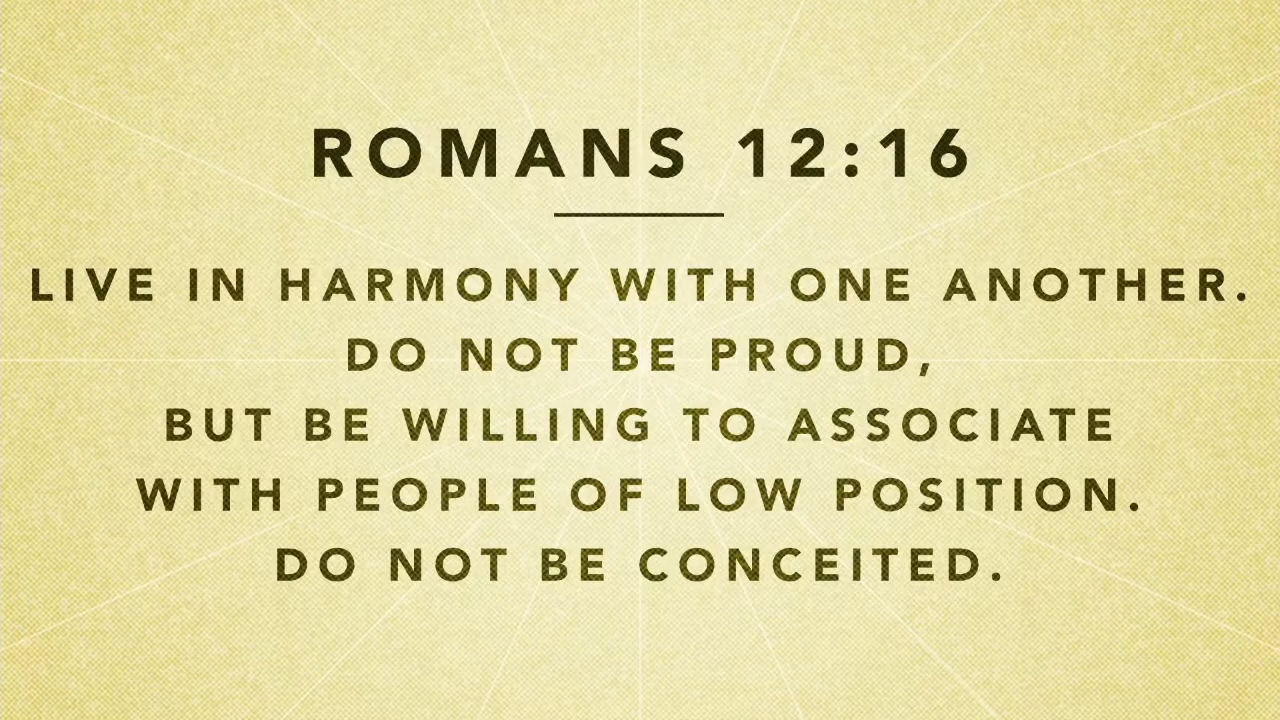 ROMANS 12:16
LIVE IN HARMONY WITH ONE ANOTHER.
DO NOT BE PROUD,
BUT BE WILLING TO ASSOCIATE
WITH PEOPLE OF LOW POSITION.
DO NOT BE CONCEITED.